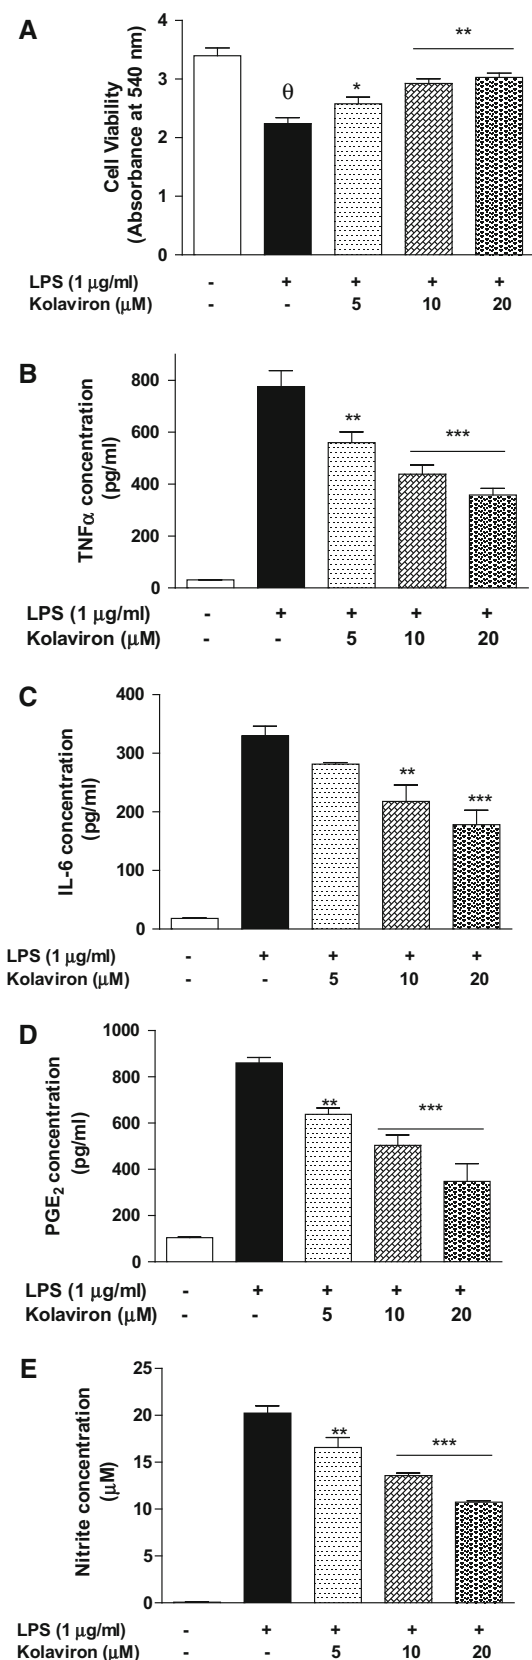 A
Cell Viability
(Absorbance at 540 nm)
4
3
2
1
0
θ
*
**
LPS (1 μg/ml) - + + + +
Kolaviron (μM) - - 5 10 20
B
TNFα concentration
(pg/ml)
800
600
400
200
0
**
***
LPS (1 μg/ml) - + + + +
Kolaviron (μM) - - 5 10 20
C
IL-6 concentration
(pg/ml)
400
300
200
100
0
**
***
LPS (1 μg/ml) - + + + +
Kolaviron (μM) - - 5 10 20
D
PGE₂ concentration
(pg/ml)
1000
800
600
400
200
0
**
***
LPS (1 μg/ml) - + + + +
Kolaviron (μM) - - 5 10 20
E
Nitrite concentration
(μM)
25
20
15
10
5
0
**
***
LPS (1 μg/ml) - + + + +
Kolaviron (μM) - - 5 10 20